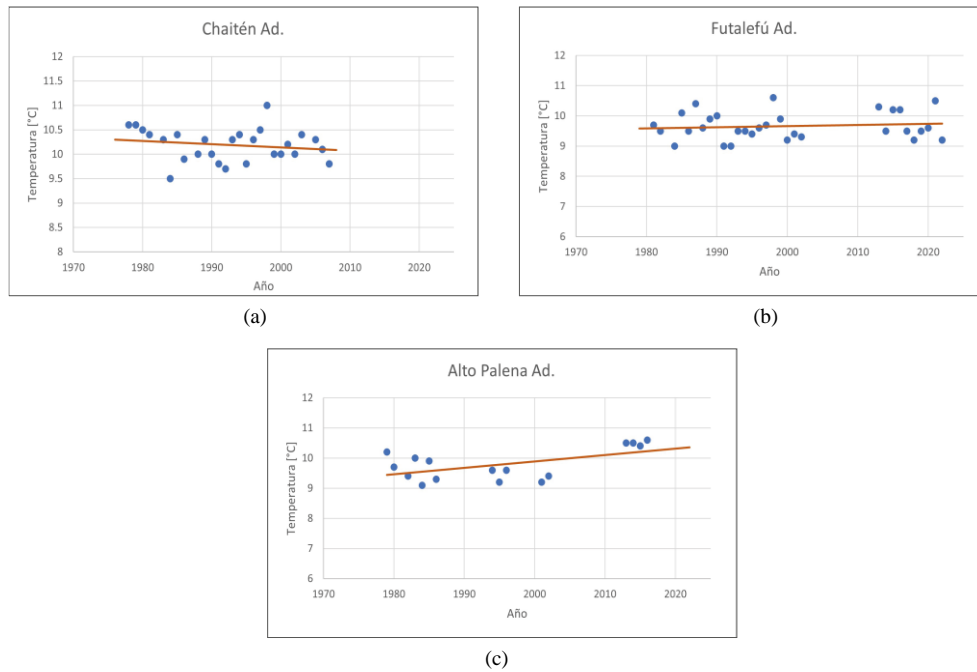 Chaitén Ad.
Temperatura [°C]
12
11.5
11
10.5
10
9.5
9
8.5
8
1970 1980 1990 2000 2010 2020
Año
(a)
Futalefú Ad.
Temperatura [°C]
12
11
10
9
8
7
6
1970 1980 1990 2000 2010 2020
Año
(b)
Alto Palena Ad.
Temperatura [°C]
12
11
10
9
8
7
6
1970 1980 1990 2000 2010 2020
Año
(c)